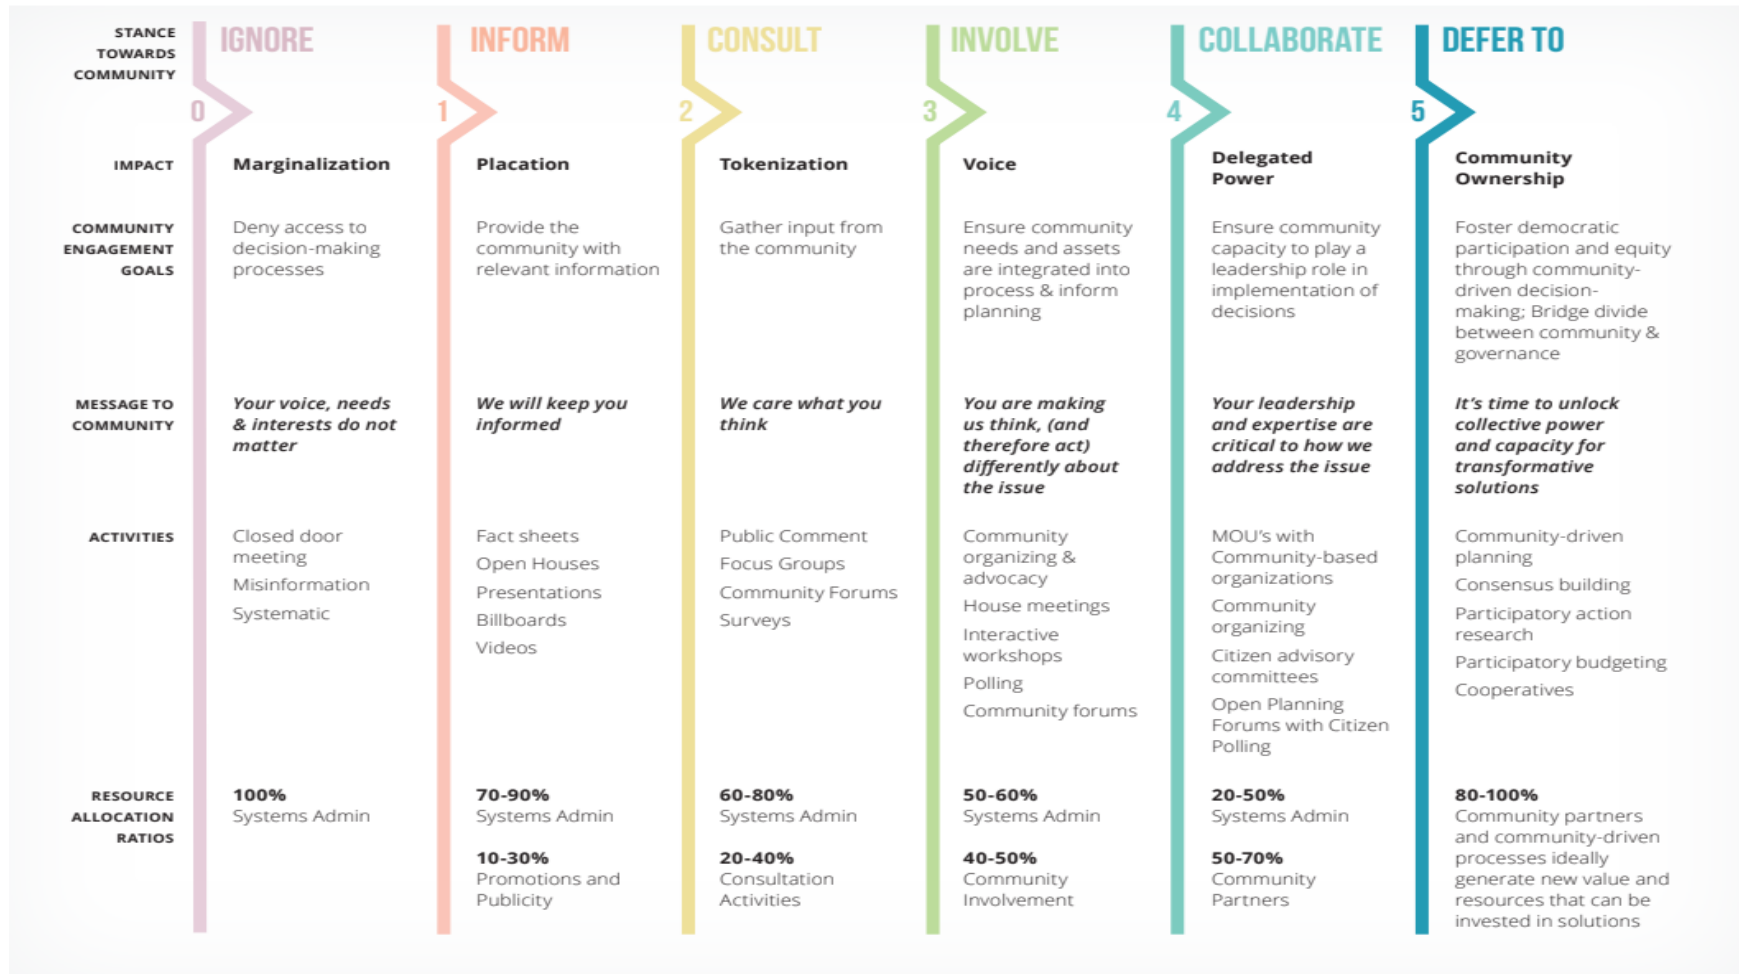 STANCE
TOWARDS
COMMUNITY
IGNORE
INFORM
CONSULT
INVOLVE
COLLABORATE
DEFER TO
0
1
2
3
4
5
IMPACT
Marginalization
Placation
Tokenization
Voice
Delegated
Power
Community
Ownership
COMMUNITY
ENGAGEMENT
GOALS
Deny access to
decision-making
processes
Provide the
community with
relevant information
Gather input from
the community
Ensure community
needs and assets
are integrated into
process & inform
planning
Ensure community
capacity to play a
leadership role in
implementation of
decisions
Foster democratic
participation and equity
through community-
driven decision-
making; Bridge divide
between community &
governance
MESSAGE TO
COMMUNITY
Your voice, needs
& interests do not
matter
We will keep you
informed
We care what you
think
You are making
us think, (and
therefore act)
differently about
the issue
Your leadership
and expertise are
critical to how we
address the issue
It's time to unlock
collective power
and capacity for
transformative
solutions
ACTIVITIES
Closed door
meeting
Misinformation
Systematic
Fact sheets
Open Houses
Presentations
Billboards
Videos
Public Comment
Focus Groups
Community Forums
Surveys
Community
organizing &
advocacy
House meetings
Interactive
workshops
Polling
Community forums
MOU's with
Community-based
organizations
Community
organizing
Citizen advisory
committees
Open Planning
Forums with Citizen
Polling
Community-driven
planning
Consensus building
Participatory action
research
Participatory budgeting
Cooperatives
RESOURCE
ALLOCATION
RATIOS
100%
Systems Admin
70-90%
Systems Admin
10-30%
Promotions and
Publicity
60-80%
Systems Admin
20-40%
Consultation
Activities
50-60%
Systems Admin
40-50%
Community
Involvement
20-50%
Systems Admin
50-70%
Community
Partners
80-100%
Community partners
and community-driven
processes ideally
generate new value and
resources that can be
invested in solutions